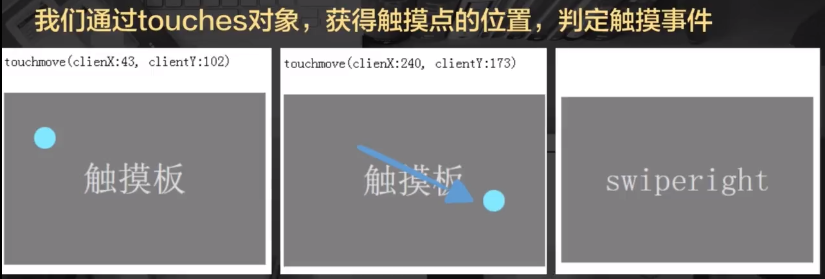 我们通过touches对象，获得触摸点的位置，判定触摸事件
touchmove(clienX:43, clientY:102)
触摸板
touchmove(clienX:240, clientY:173)
触摸板
swiperight